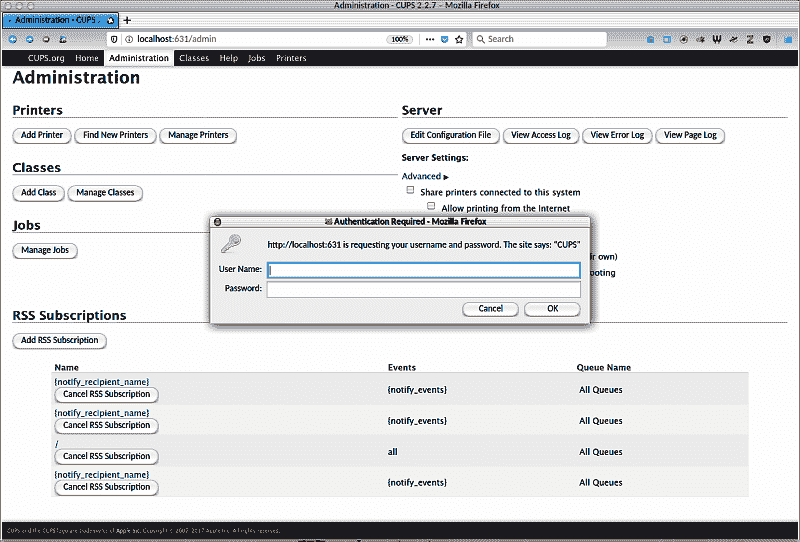 Administration - CUPS 2.2.7 - Mozilla Firefox
Administration - CUPS
localhost:631/admin
100%
Search
CUPS.org Home Administration Classes Help Jobs Printers
Administration
Printers
Add Printer Find New Printers Manage Printers
Classes
Add Class Manage Classes
Jobs
Manage Jobs
Server
Edit Configuration File View Access Log View Error Log View Page Log
Server Settings:
Advanced ▶
Share printers connected to this system
Allow printing from the Internet
ir own)
ooting
Authentication Required - Mozilla Firefox
http://localhost:631 is requesting your username and password. The site says: "CUPS"
User Name:
Password:
Cancel OK
RSS Subscriptions
Add RSS Subscription
Name Events Queue Name
{notify_recipient_name}
Cancel RSS Subscription {notify_events} All Queues
{notify_recipient_name}
Cancel RSS Subscription {notify_events} All Queues
/
Cancel RSS Subscription all All Queues
{notify_recipient_name}
Cancel RSS Subscription {notify_events} All Queues
CUPS and the CUPS logo are trademarks of Apple Inc. Copyright © 2007-2017 Apple Inc. All rights reserved.